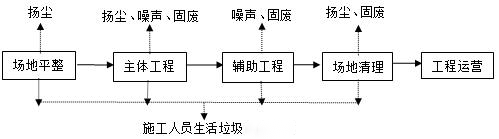 扬尘
扬尘、噪声、固废
噪声、固废
扬尘、固废
场地平整
主体工程
辅助工程
场地清理
工程运营
施工人员生活垃圾